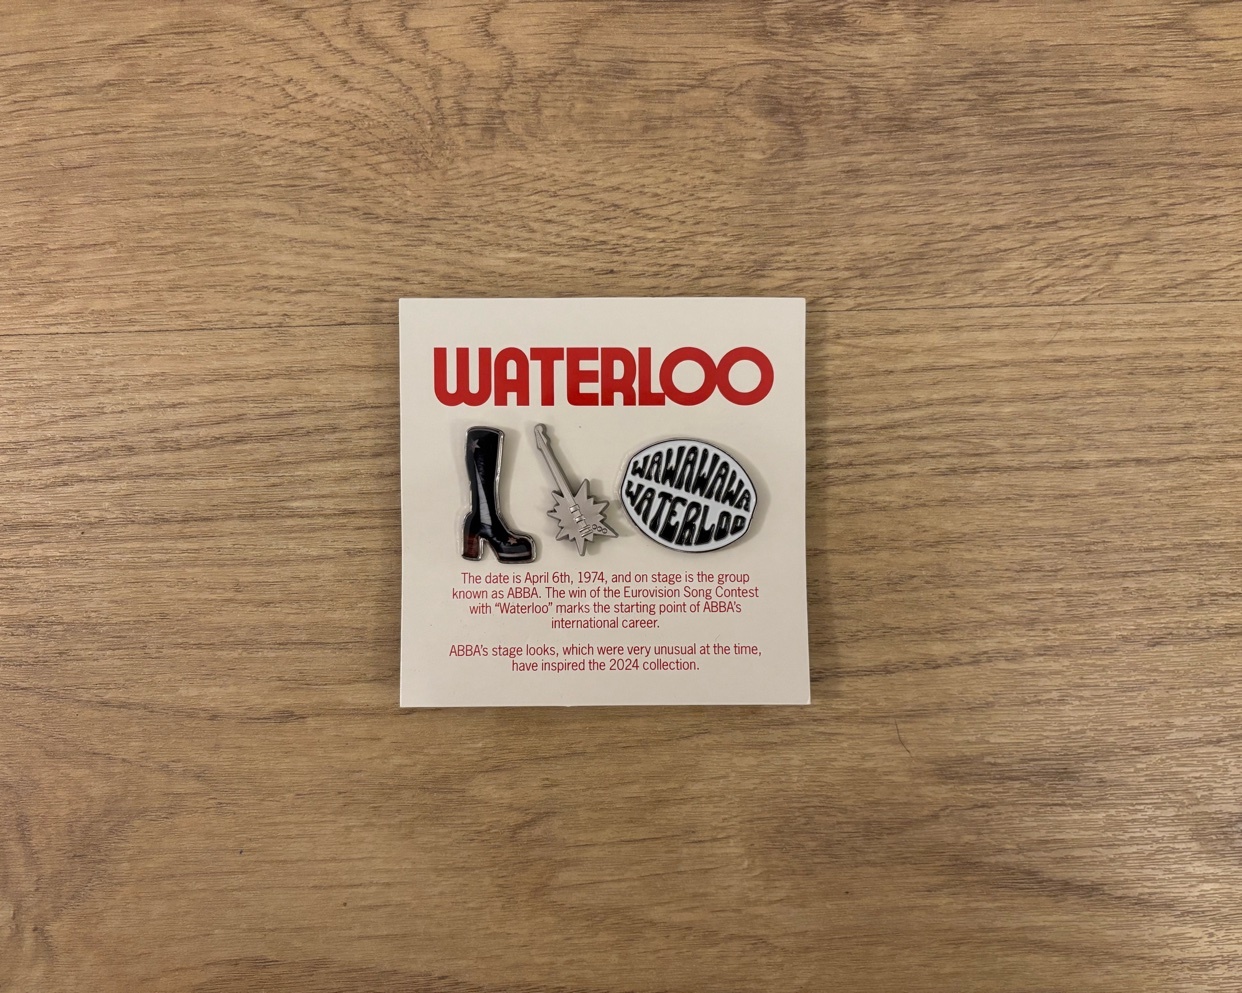 WATERLOO
WAWAWAWA
WATERLOO
The date is April 6th, 1974, and on stage is the group
known as ABBA. The win of the Eurovision Song Contest
with “Waterloo” marks the starting point of ABBA's
international career.
ABBA's stage looks, which were very unusual at the time,
have inspired the 2024 collection.